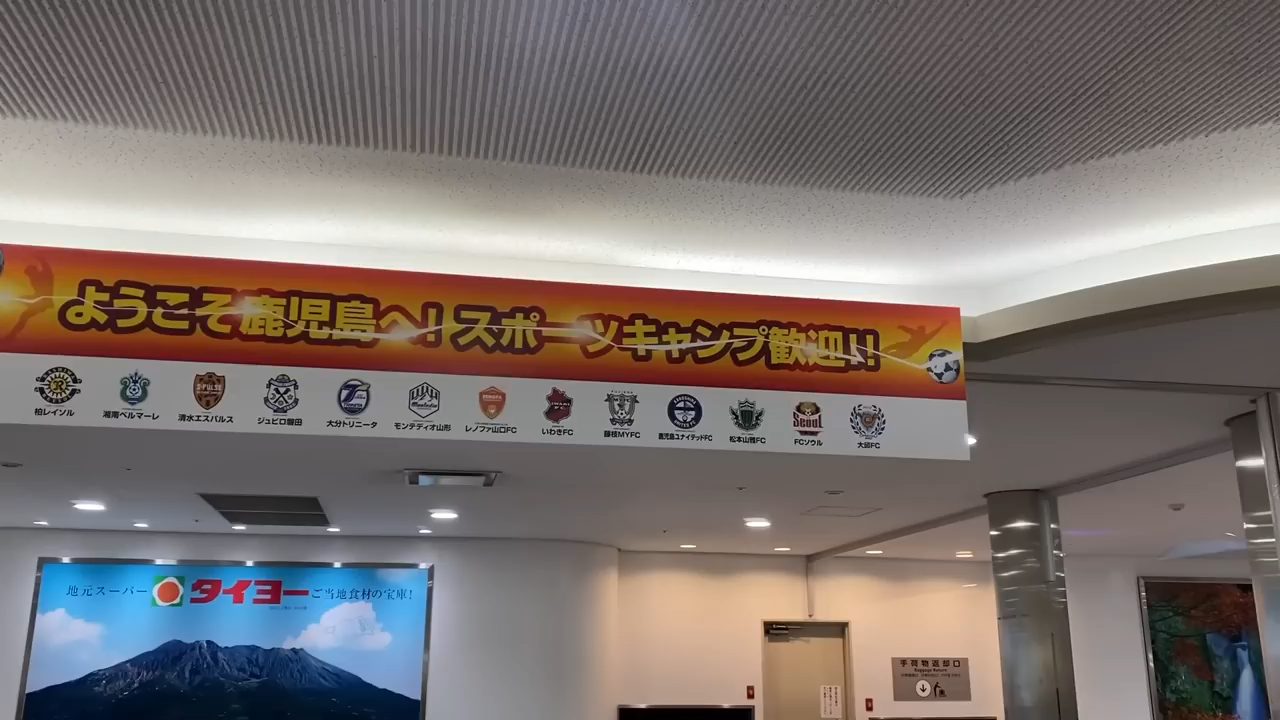 ようこそ鹿児島へ! スポーツキャンプ歓迎!!
柏レイソル
湘南ベルマーレ
S-PULSE
清水エスパルス
ジュビロ磐田
大分トリニータ
モンテディオ山形
RENOFA
レノファ山口FC
いわきFC
藤枝MYFC
鹿児島ユナイテッドFC
松本山雅FC
SEOUL
FCソウル
大邱FC
地元スーパー タイヨー ご当地食材の宝庫!
手荷物返却口
Baggage Return